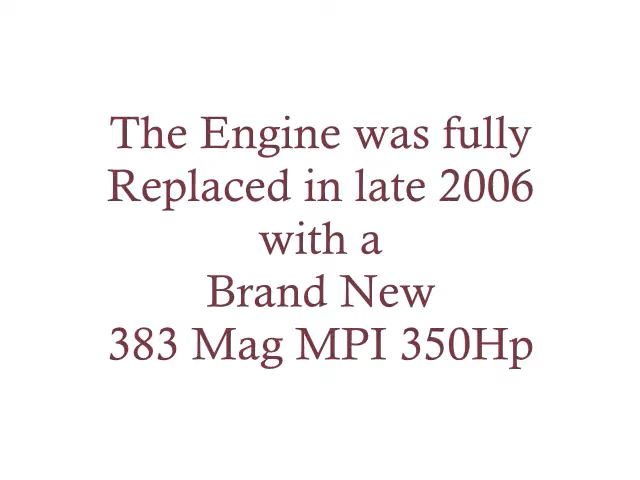 The Engine was fully
Replaced in late 2006
with a
Brand New
383 Mag MPI 350Hp